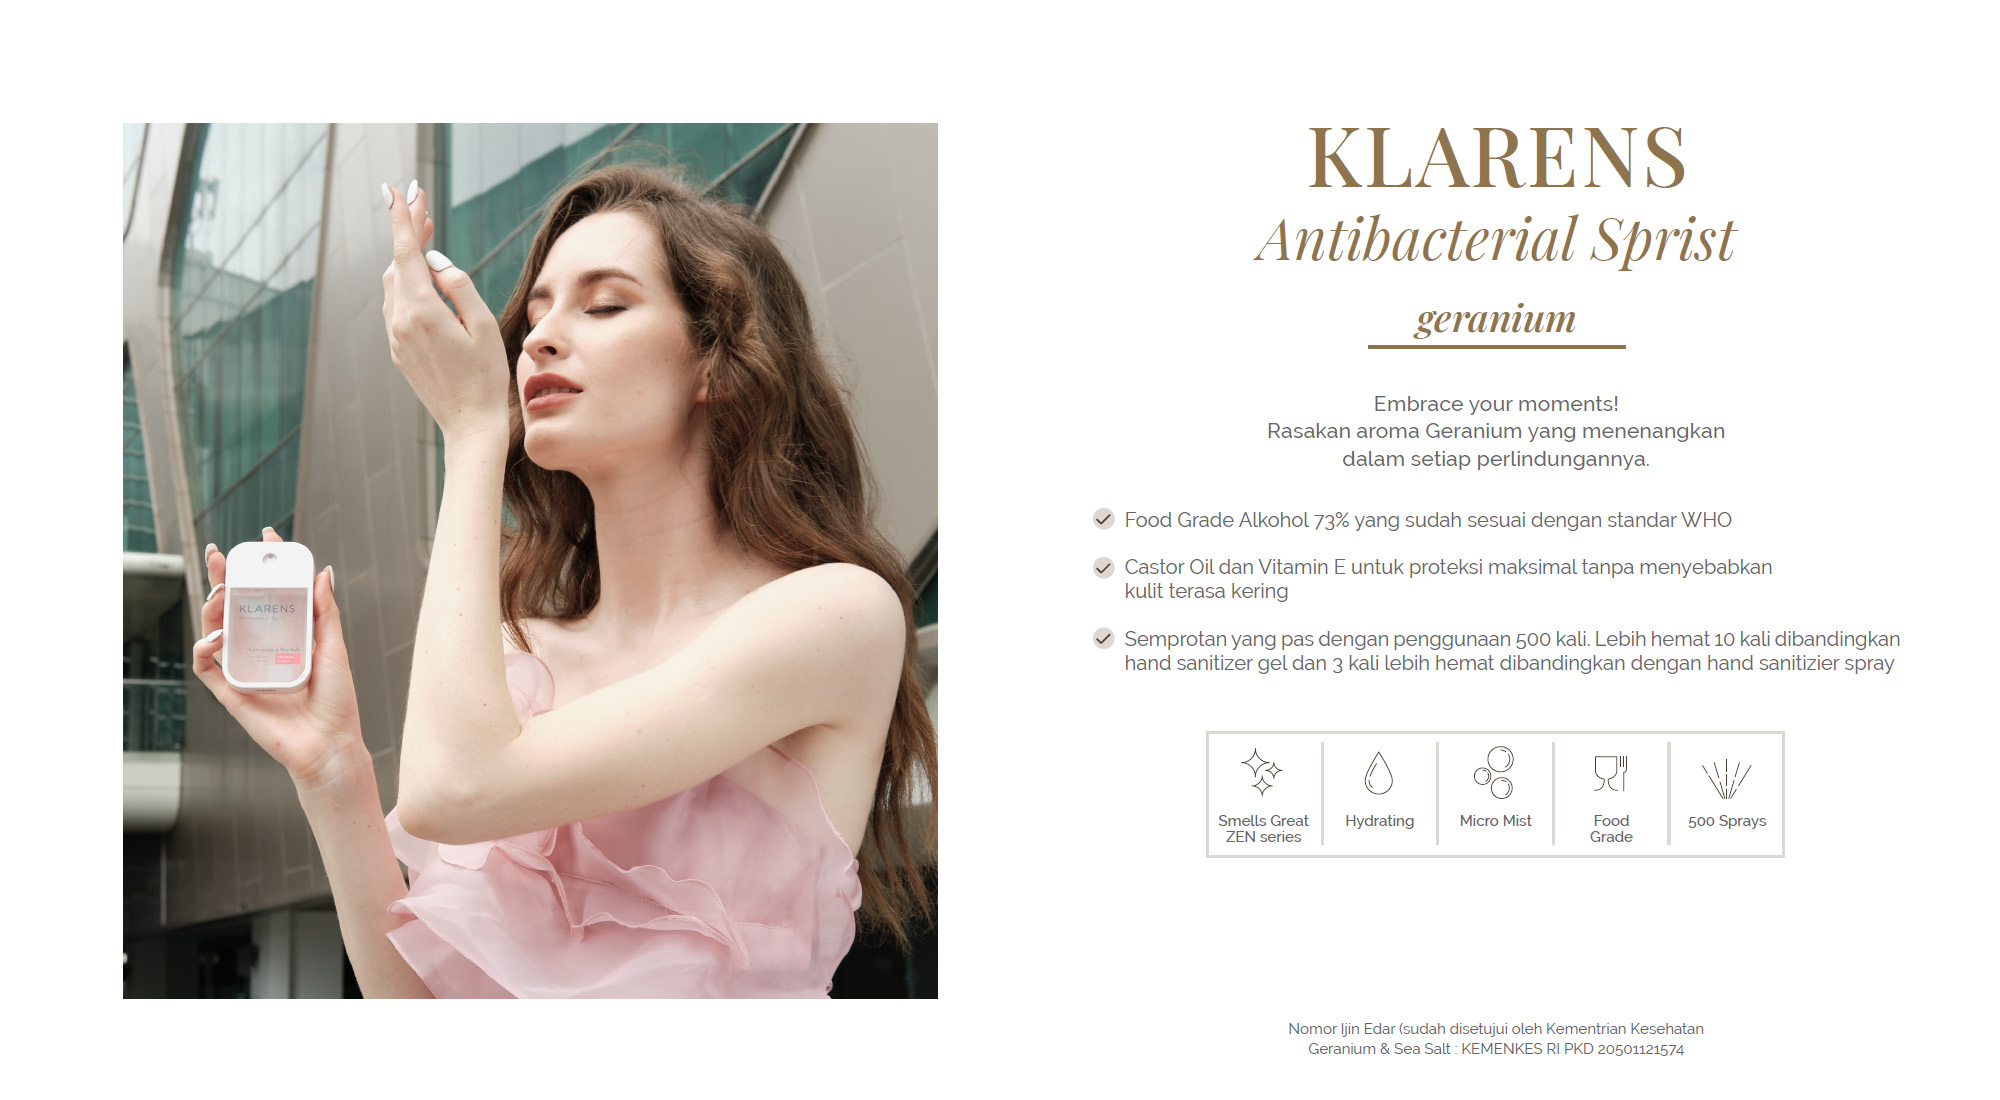 KLARENS
KLARENS
Antibacterial Sprist
geranium
Embrace your moments!
Rasakan aroma Geranium yang menenangkan
dalam setiap perlindungannya.
Food Grade Alkohol 73% yang sudah sesuai dengan standar WHO
Castor Oil dan Vitamin E untuk proteksi maksimal tanpa menyebabkan
kulit terasa kering
Semprotan yang pas dengan penggunaan 500 kali. Lebih hemat 10 kali dibandingkan
hand sanitizer gel dan 3 kali lebih hemat dibandingkan dengan hand sanitizier spray
Smells Great
ZEN series
Hydrating
Micro Mist
Food
Grade
500 Sprays
Nomor Ijin Edar (sudah disetujui oleh Kementrian Kesehatan
Geranium & Sea Salt : KEMENKES RI PKD 20501121574